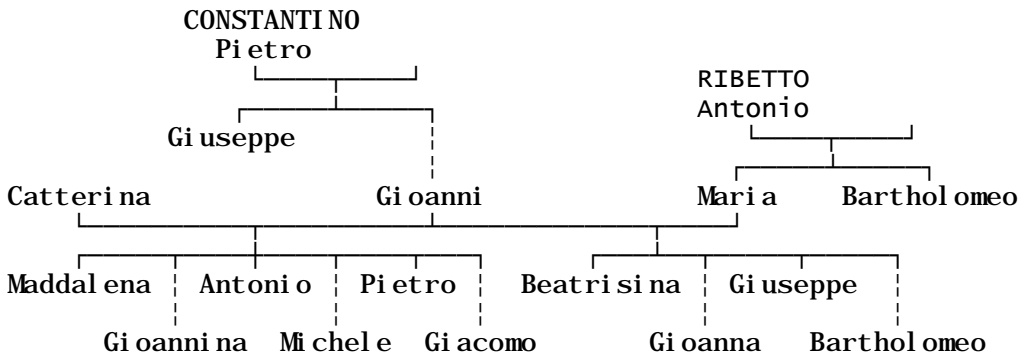 CONSTANTINO
Pietro
RIBETTO
Antonio
Giuseppe
Catterina Gioanni Maria Bartholomeo
Maddalena Antonio Pietro Beatrisina Giuseppe
Gioannina Michele Giacomo Gioanna Bartholomeo